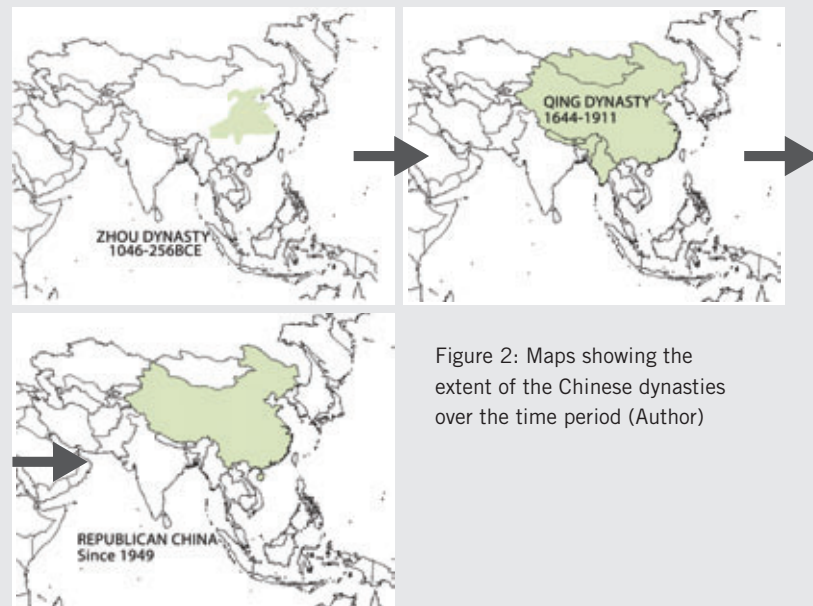 ZHOU DYNASTY
1046-256BCE
QING DYNASTY
1644-1911
REPUBLICAN CHINA
Since 1949
Figure 2: Maps showing the
extent of the Chinese dynasties
over the time period (Author)